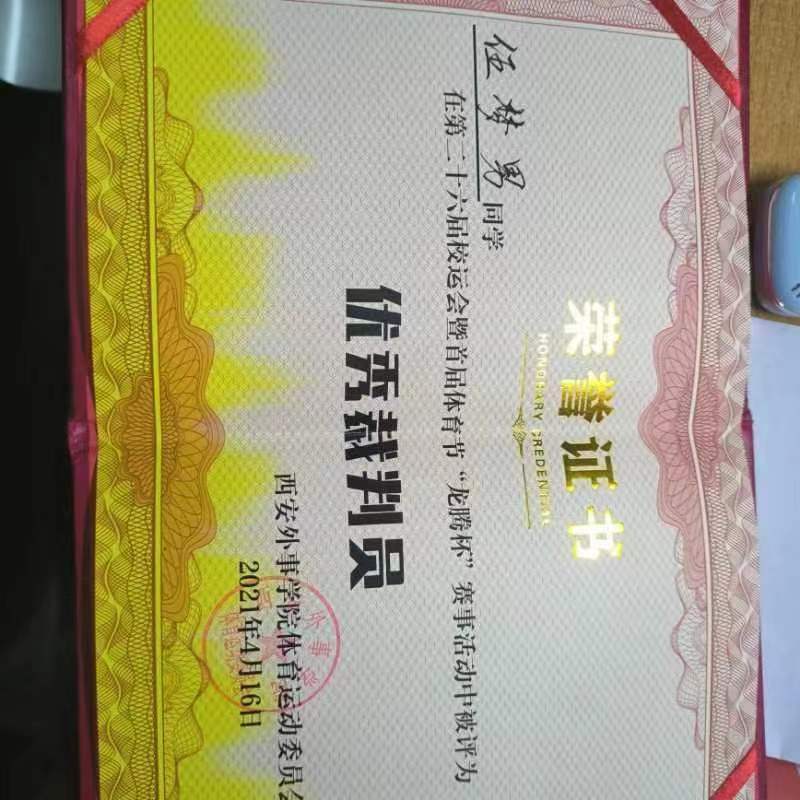 荣誉证书
HONORARY CREDENTIAL
伍梦男同学
在第二十六届校运会暨首届体育节“龙腾杯”赛事活动中被评为
优秀裁判员
西安外事学院体育运动委员会
2021年4月16日